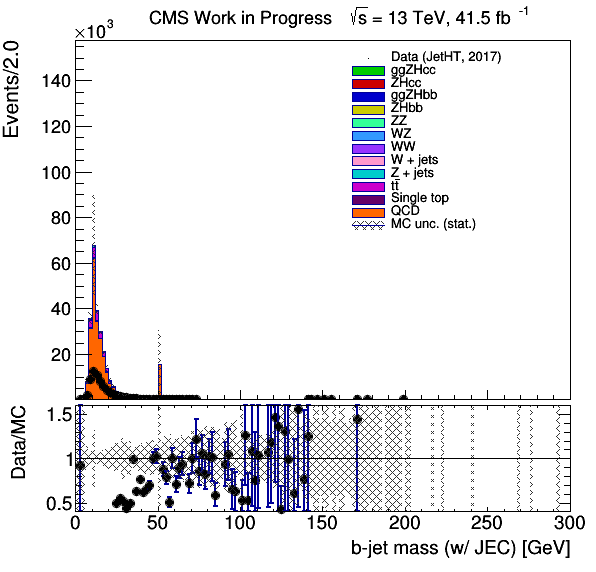 CMS Work in Progress √s = 13 TeV, 41.5 fb⁻¹
×10³
Events/2.0
140
120
100
80
60
40
20
Data (JetHT, 2017)
ggZHcc
ZHcc
ggZHbb
ZHbb
ZZ
WZ
WW
W + jets
Z + jets
tt̄
Single top
QCD
MC unc. (stat.)
Data/MC
1.5
1
0.5
0 50 100 150 200 250 300
b-jet mass (w/ JEC) [GeV]